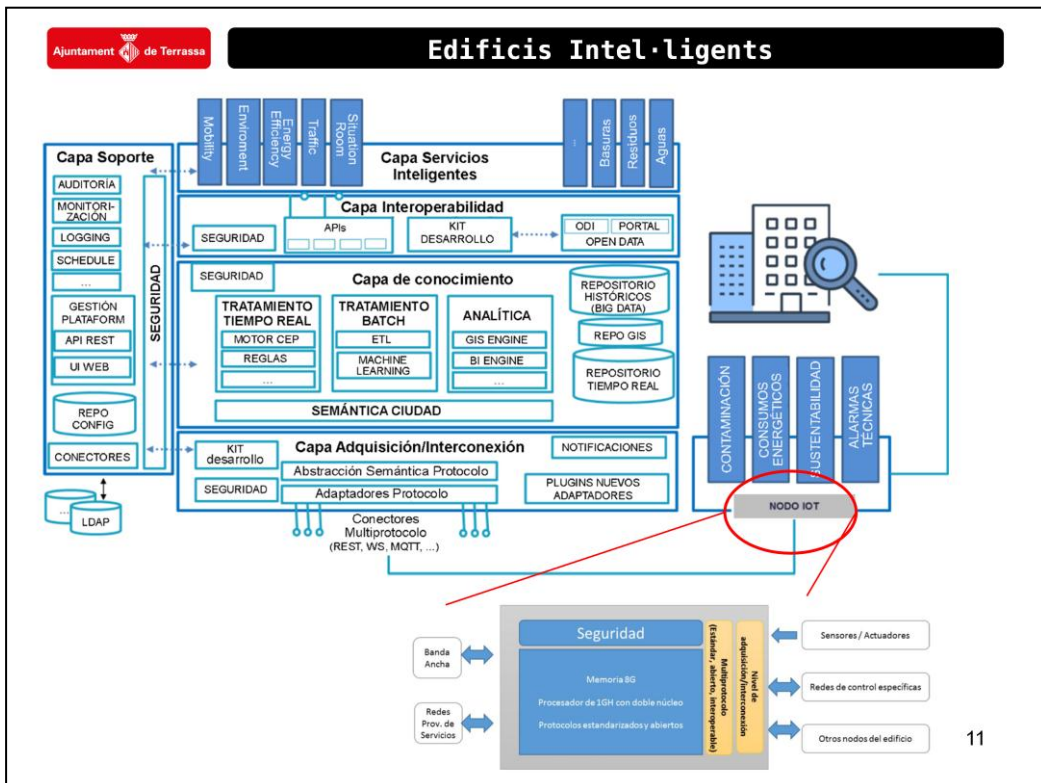 Ajuntament de Terrassa
Edificis Intel·ligents
Mobility
Enviroment
Energy
Efficiency
Traffic
Situation
Room
...
Basuras
Residuos
Aguas
Capa Servicios
Inteligentes
Capa Soporte
AUDITORÍA
MONITORI-
ZACIÓN
LOGGING
SCHEDULE
...
GESTIÓN
PLATAFORM
API REST
UI WEB
REPO
CONFIG
CONECTORES
SEGURIDAD
...
LDAP
Capa Interoperabilidad
SEGURIDAD
APIs
KIT
DESARROLLO
ODI
PORTAL
OPEN DATA
SEGURIDAD
Capa de conocimiento
TRATAMIENTO
TIEMPO REAL
MOTOR CEP
REGLAS
...
TRATAMIENTO
BATCH
ETL
MACHINE
LEARNING
ANALÍTICA
GIS ENGINE
BI ENGINE
...
REPOSITORIO
HISTÓRICOS
(BIG DATA)
REPO GIS
REPOSITORIO
TIEMPO REAL
SEMÁNTICA CIUDAD
Capa Adquisición/Interconexión
KIT
desarrollo
SEGURIDAD
Abstracción Semántica Protocolo
Adaptadores Protocolo
NOTIFICACIONES
PLUGINS NUEVOS
ADAPTADORES
Conectores
Multiprotocolo
(REST, WS, MQTT, ...)
CONTAMINACIÓN
CONSUMOS
ENERGÉTICOS
SUSTENTABILIDAD
ALARMAS
TÉCNICAS
NODO IOT
Banda
Ancha
Redes
Prov. de
Servicios
Seguridad
Memoria 8G
Procesador de 1GH con doble núcleo
Protocolos estandarizados y abiertos
Multiprotocolo
(Estándar, abierto, interoperable)
Nivel de
adquisición/interconexión
Sensores / Actuadores
Redes de control específicas
Otros nodos del edificio
11